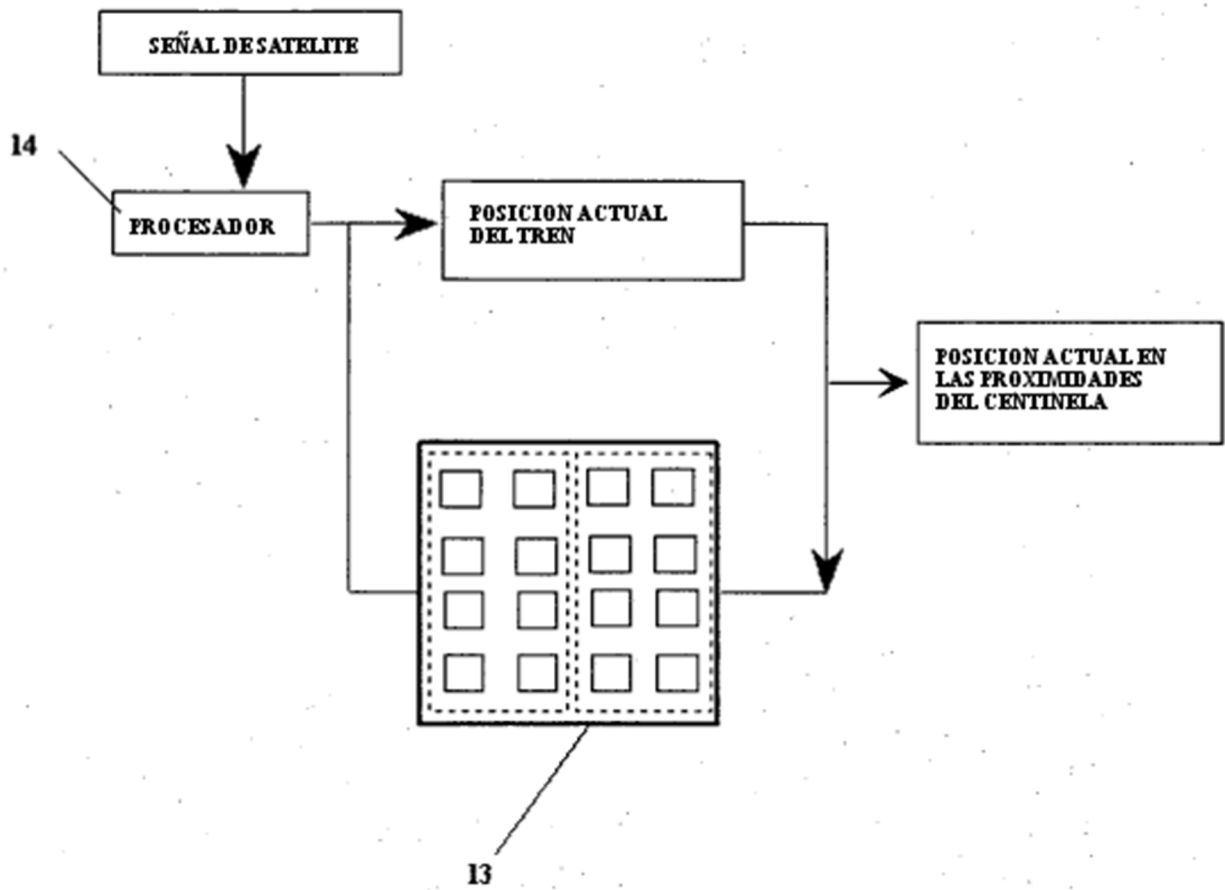 SEÑAL DE SATELITE
14
PROCESADOR
POSICION ACTUAL
DEL TREN
POSICION ACTUAL EN
LAS PROXIMIDADES
DEL CENTINELA
13